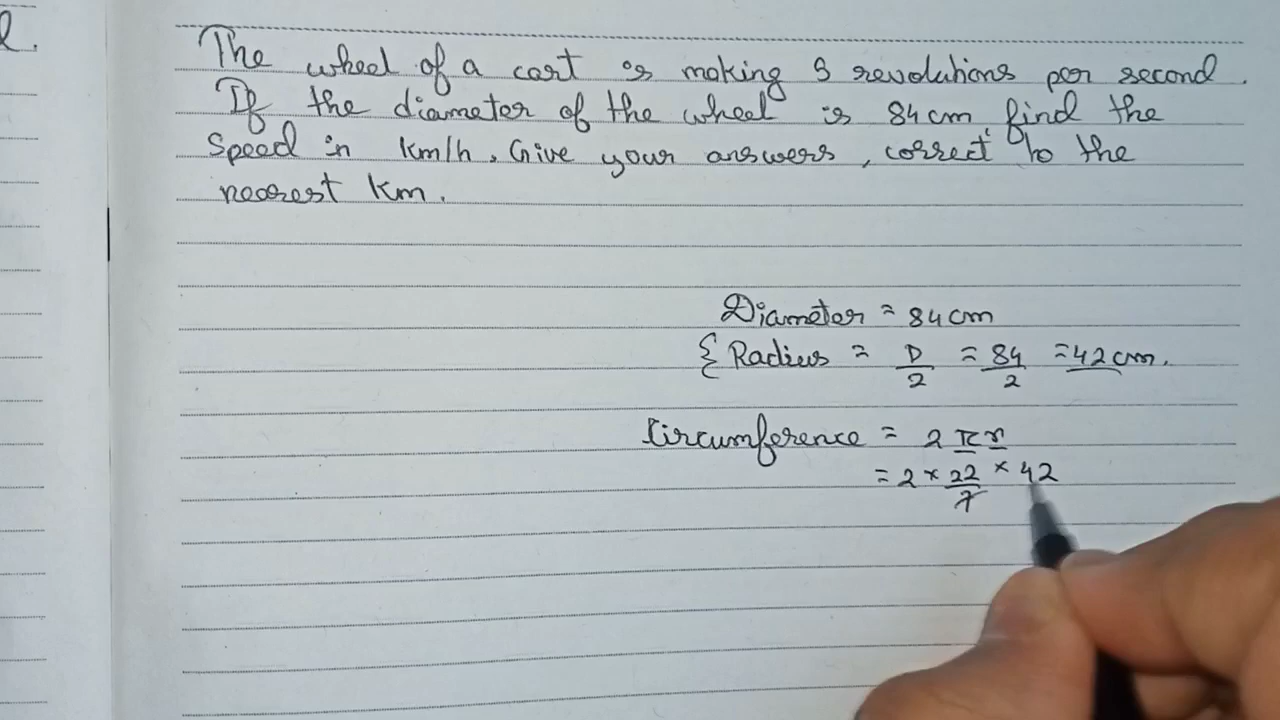 l.
The wheel of a cart is making 5 revolutions per second.
If the diameter of the wheel is 84 cm find the
speed in km/h. Give your answers, correct to the
nearest km.
Diameter = 84 cm
{ Radius = D/2 = 84/2 = 42 cm.
Circumference = 2 π r
= 2 × 22/7 × 42